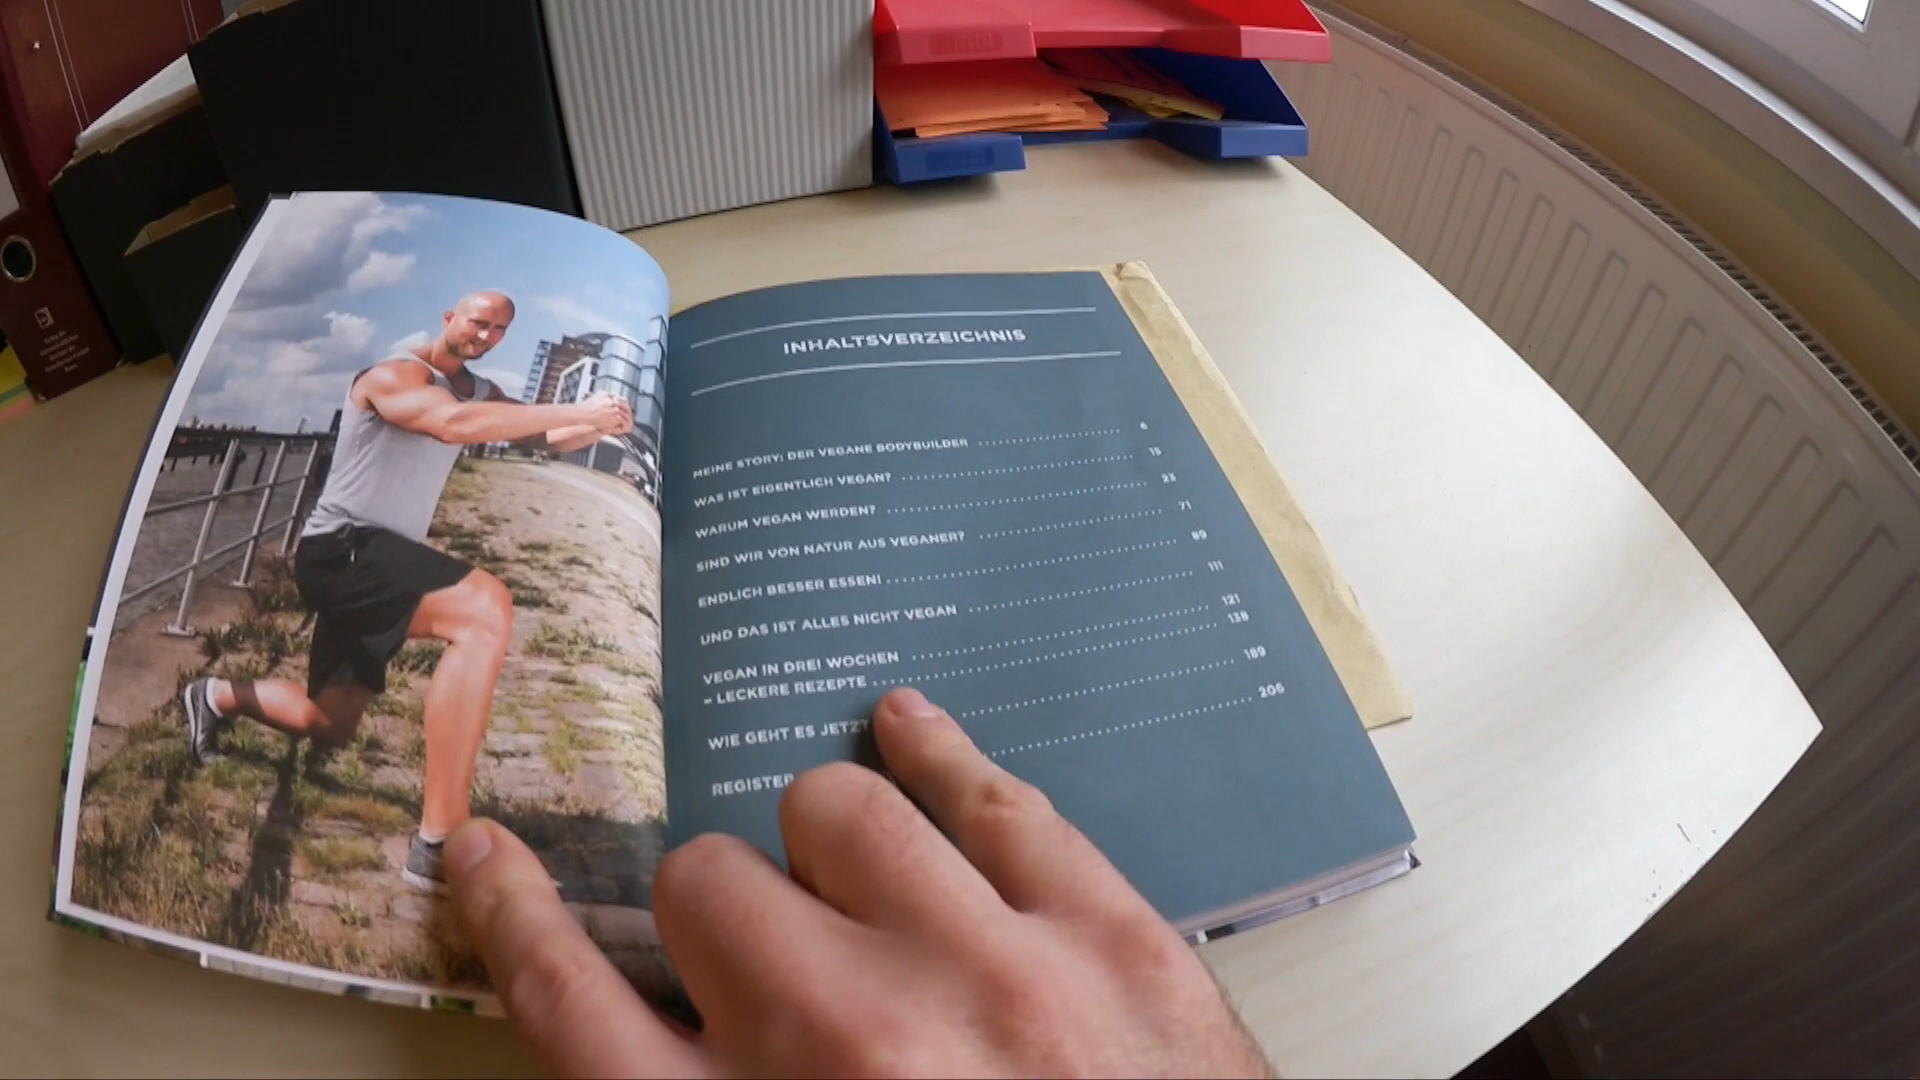 INHALTSVERZEICHNIS
MEINE STORY: DER VEGANE BODYBUILDER 6
WAS IST EIGENTLICH VEGAN? 15
WARUM VEGAN WERDEN? 23
SIND WIR VON NATUR AUS VEGANER? 71
ENDLICH BESSER ESSEN! 89
UND DAS IST ALLES NICHT VEGAN 111
VEGAN IN DREI WOCHEN 121
– LECKERE REZEPTE 138
WIE GEHT ES JETZT 189
REGISTER 206